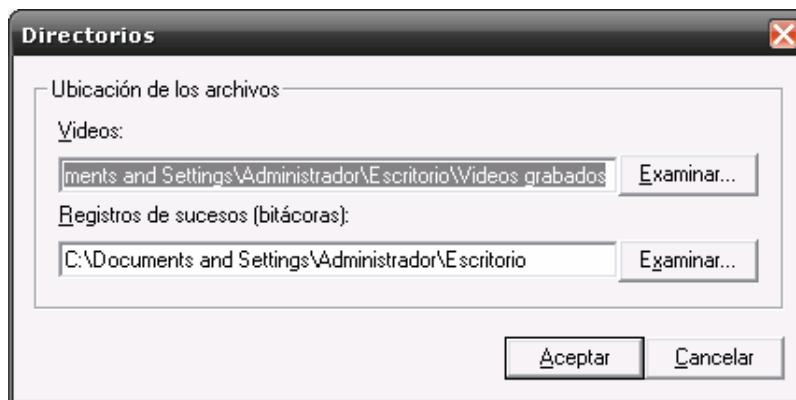 Directorios
Ubicación de los archivos
Videos:
ments and Settings\Administrador\Escritorio\Videos grabados
Examinar...
Registros de sucesos (bitácoras):
C:\Documents and Settings\Administrador\Escritorio
Examinar...
Aceptar
Cancelar